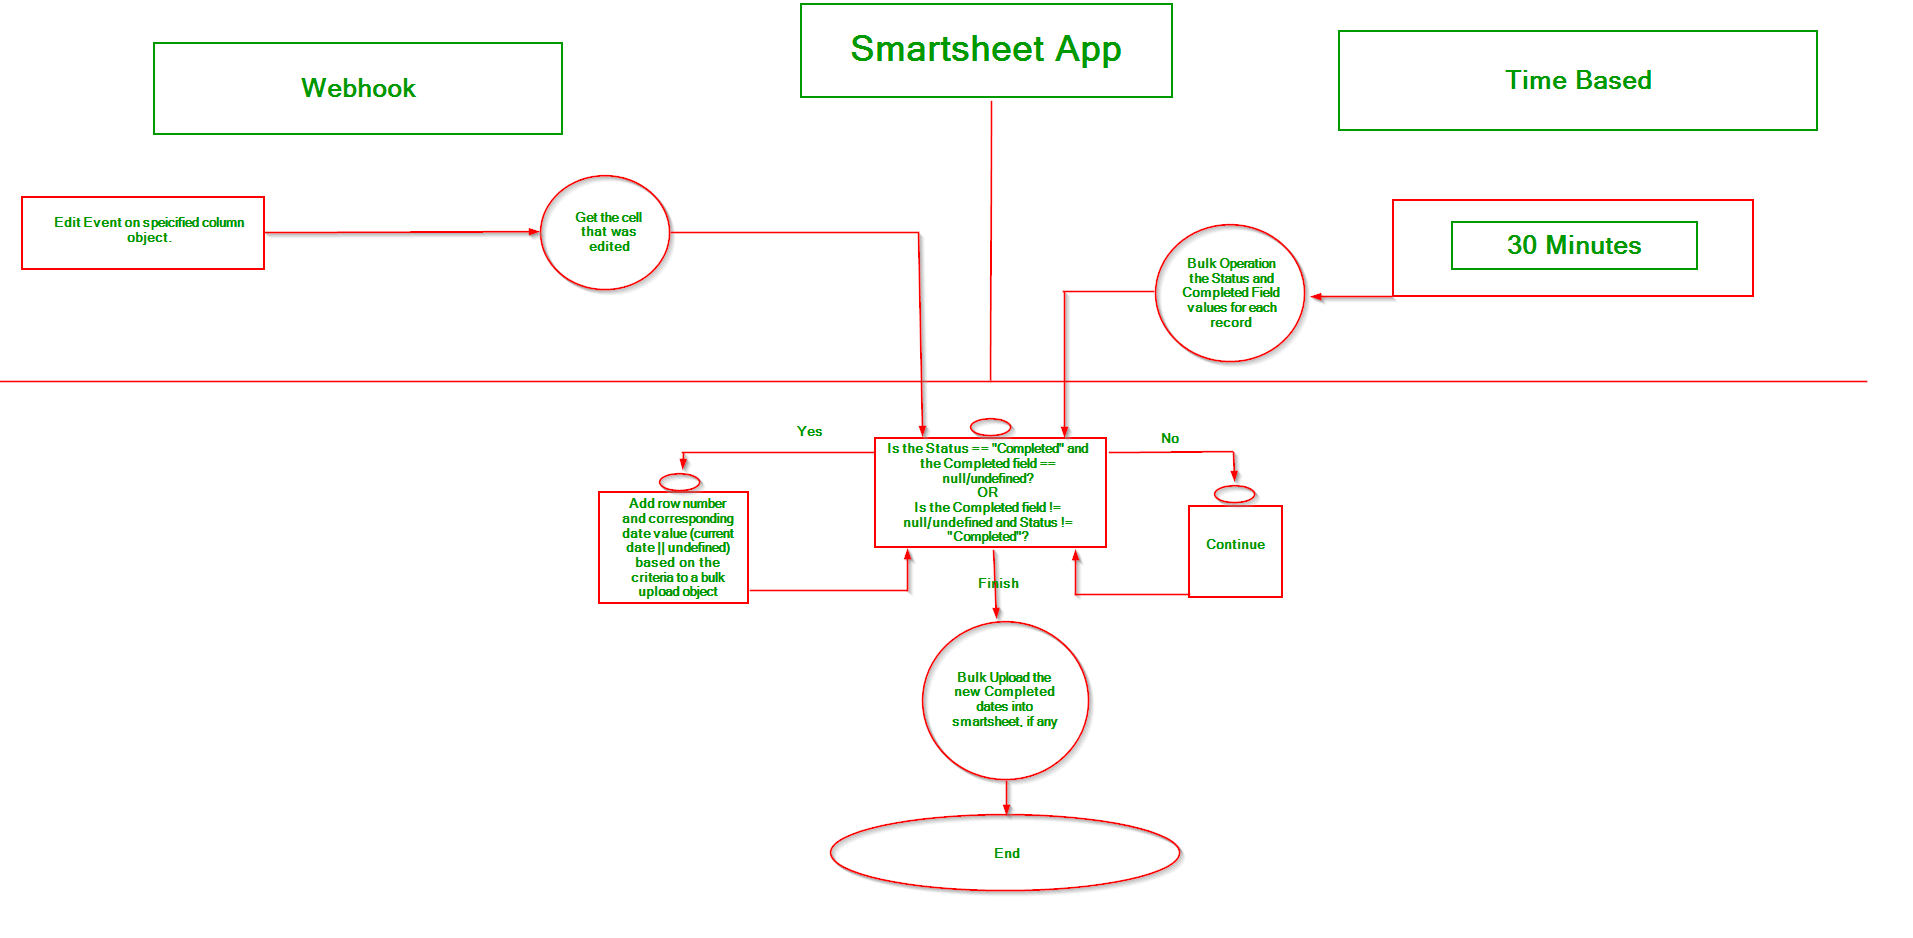 Smartsheet App
Webhook
Time Based
Edit Event on speicified column
object.
Get the cell
that was
edited
30 Minutes
Bulk Operation
the Status and
Completed Field
values for each
record
Yes
No
Is the Status == "Completed" and
the Completed field ==
null/undefined?
OR
Is the Completed field !=
null/undefined and Status !=
"Completed"?
Add row number
and corresponding
date value (current
date || undefined)
based on the
criteria to a bulk
upload object
Continue
Finish
Bulk Upload the
new Completed
dates into
smartsheet, if any
End